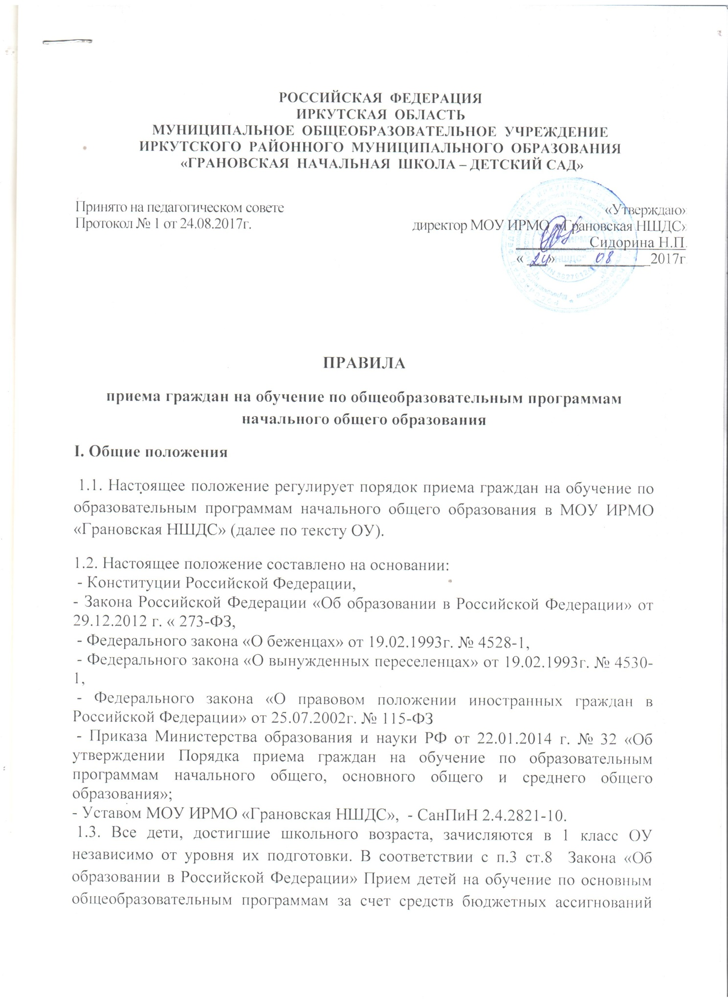 РОССИЙСКАЯ ФЕДЕРАЦИЯ
ИРКУТСКАЯ ОБЛАСТЬ
МУНИЦИПАЛЬНОЕ ОБЩЕОБРАЗОВАТЕЛЬНОЕ УЧРЕЖДЕНИЕ
ИРКУТСКОГО РАЙОННОГО МУНИЦИПАЛЬНОГО ОБРАЗОВАНИЯ
«ГРАНОВСКАЯ НАЧАЛЬНАЯ ШКОЛА – ДЕТСКИЙ САД»
Принято на педагогическом совете
Протокол № 1 от 24.08.2017г.
«Утверждаю»
директор МОУ ИРМО «Грановская НШДС»
Сидорина Н.П.
« 24 » 08 2017г
ПРАВИЛА
приема граждан на обучение по общеобразовательным программам
начального общего образования
I. Общие положения
1.1. Настоящее положение регулирует порядок приема граждан на обучение по
образовательным программам начального общего образования в МОУ ИРМО
«Грановская НШДС» (далее по тексту ОУ).
1.2. Настоящее положение составлено на основании:
- Конституции Российской Федерации,
- Закона Российской Федерации «Об образовании в Российской Федерации» от
29.12.2012 г. « 273-ФЗ,
- Федерального закона «О беженцах» от 19.02.1993г. № 4528-1,
- Федерального закона «О вынужденных переселенцах» от 19.02.1993г. № 4530-
1,
- Федерального закона «О правовом положении иностранных граждан в
Российской Федерации» от 25.07.2002г. № 115-ФЗ
- Приказа Министерства образования и науки РФ от 22.01.2014 г. № 32 «Об
утверждении Порядка приема граждан на обучение по образовательным
программам начального общего, основного общего и среднего общего
образования»;
- Уставом МОУ ИРМО «Грановская НШДС», - СанПиН 2.4.2821-10.
1.3. Все дети, достигшие школьного возраста, зачисляются в 1 класс ОУ
независимо от уровня их подготовки. В соответствии с п.3 ст.8 Закона «Об
образовании в Российской Федерации» Прием детей на обучение по основным
общеобразовательным программам за счет средств бюджетных ассигнований